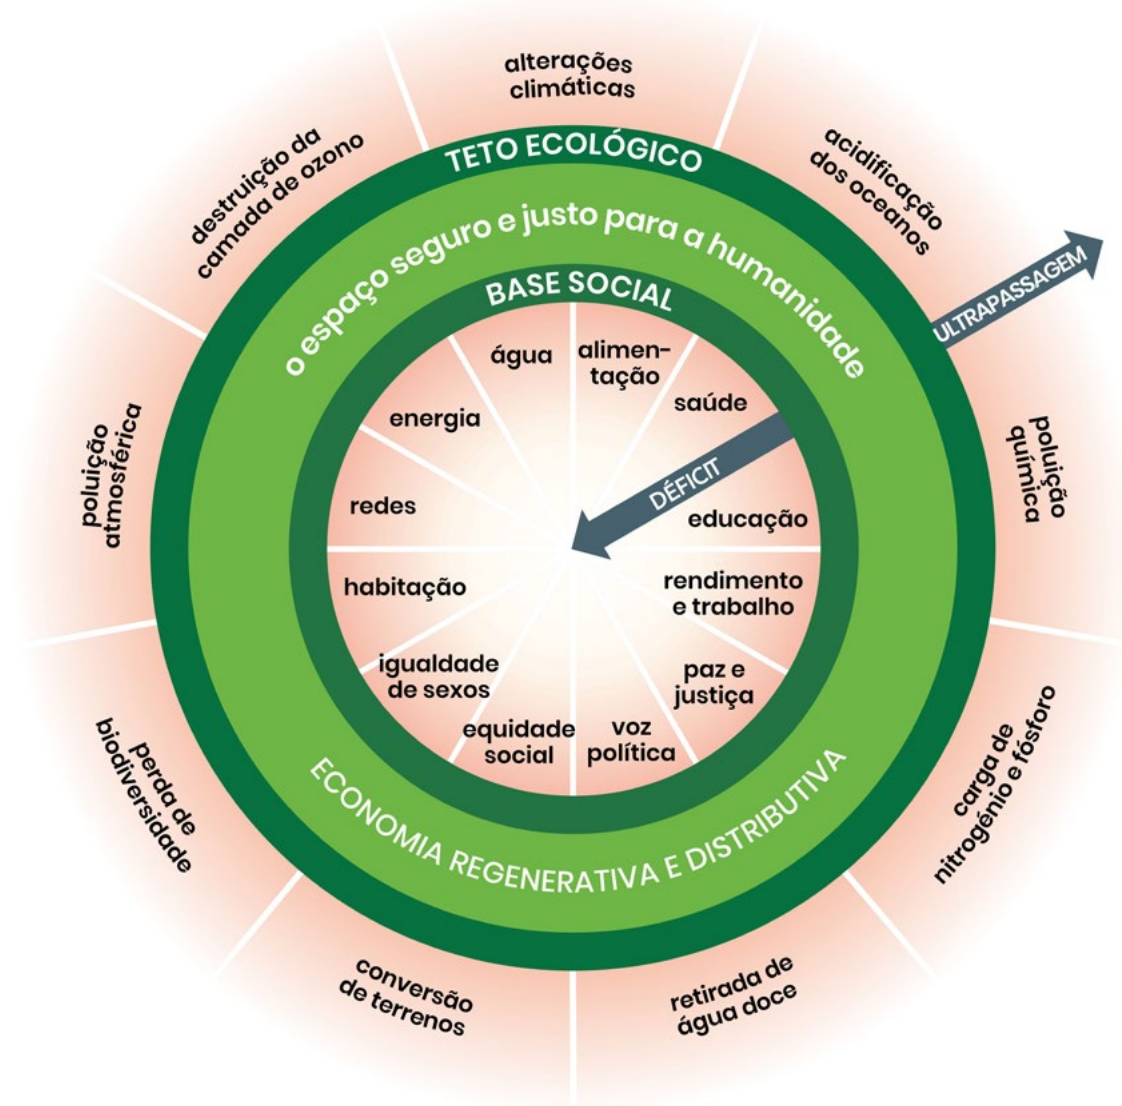 alterações
climáticas
acidificação
dos oceanos
ULTRAPASSAGEM
poluição
química
carga de
nitrogénio e fósforo
retirada de
água doce
conversão
de terrenos
perda de
biodiversidade
poluição
atmosférica
destruição da
camada de ozono
TETO ECOLÓGICO
o espaço seguro e justo para a humanidade
BASE SOCIAL
água
alimen-
tação
saúde
DÉFICIT
educação
rendimento
e trabalho
paz e
justiça
voz
política
equidade
social
igualdade
de sexos
habitação
redes
energia
ECONOMIA REGENERATIVA E DISTRIBUTIVA